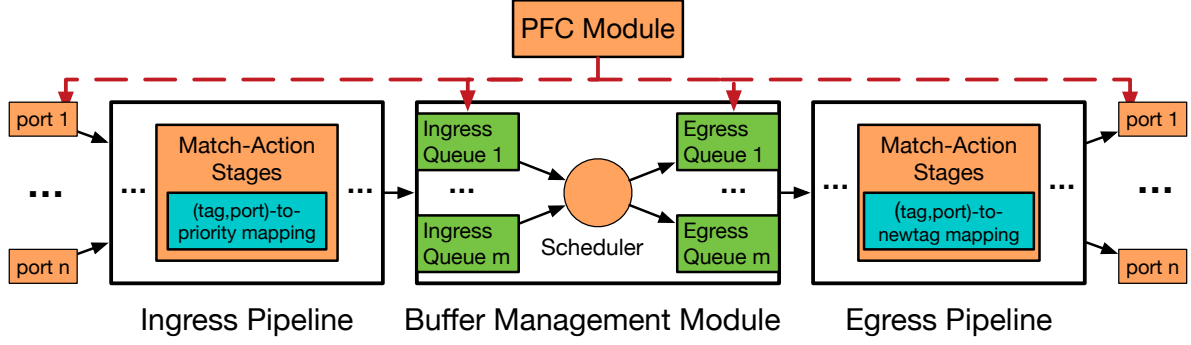 PFC Module
port 1
...
port n
...
Match-Action
Stages
(tag,port)-to-
priority mapping
...
Ingress Pipeline
Ingress
Queue 1
...
Ingress
Queue m
Scheduler
Egress
Queue 1
...
Egress
Queue m
Buffer Management Module
...
Match-Action
Stages
(tag,port)-to-
newtag mapping
...
Egress Pipeline
port 1
...
port n